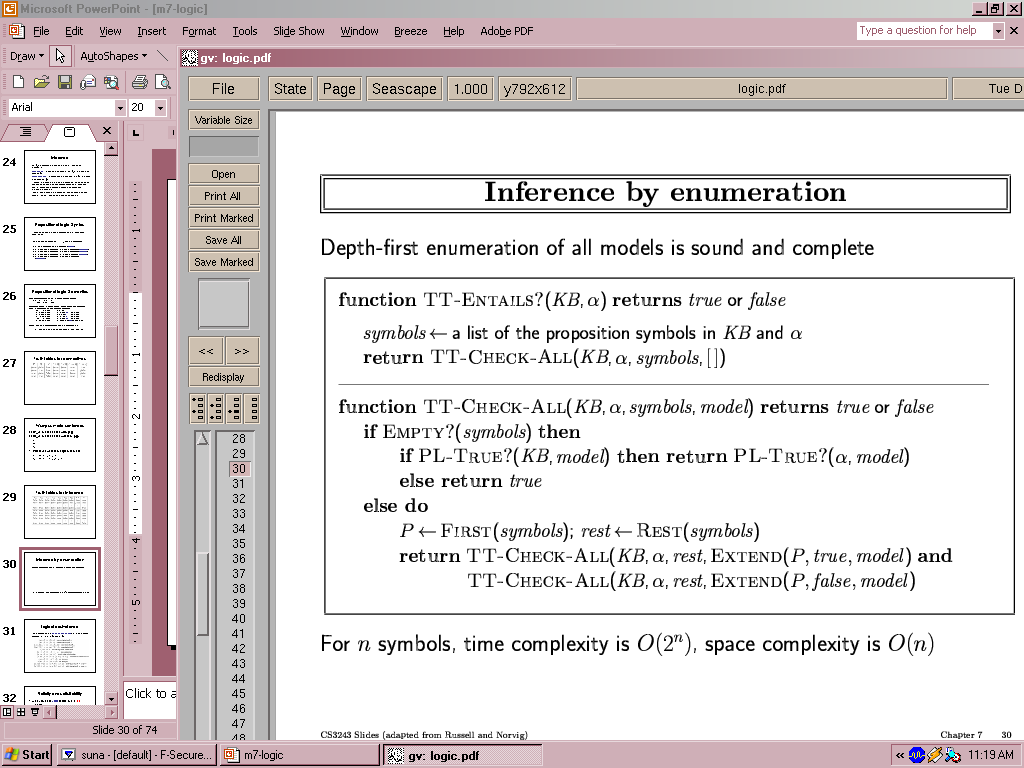 Microsoft PowerPoint - [m7-logic]
File Edit View Insert Format Tools Slide Show Window Breeze Help Adobe PDF
Type a question for help
Draw AutoShapes
gv: logic.pdf
File State Page Seascape 1.000 y792x612 logic.pdf Tue D
Arial 20
Variable Size
Open
Print All
Print Marked
Save All
Save Marked
<< >>
Redisplay
24
25
26
27
28
29
30
31
32
28
29
30
31
32
33
34
35
36
37
38
39
40
41
42
43
44
45
46
47
48
Inference by enumeration
Depth-first enumeration of all models is sound and complete
function TT-Entails?(KB, α) returns true or false
symbols ← a list of the proposition symbols in KB and α
return TT-Check-All(KB, α, symbols, [ ])
function TT-Check-All(KB, α, symbols, model) returns true or false
if Empty?(symbols) then
if PL-True?(KB, model) then return PL-True?(α, model)
else return true
else do
P ← First(symbols); rest ← Rest(symbols)
return TT-Check-All(KB, α, rest, Extend(P, true, model) and
TT-Check-All(KB, α, rest, Extend(P, false, model)
For n symbols, time complexity is O(2ⁿ), space complexity is O(n)
CS3243 Slides (adapted from Russell and Norvig) Chapter 7 30
Click to a
Slide 30 of 74
Start suna - [default] - F-Secure... m7-logic gv: logic.pdf « 11:19 AM